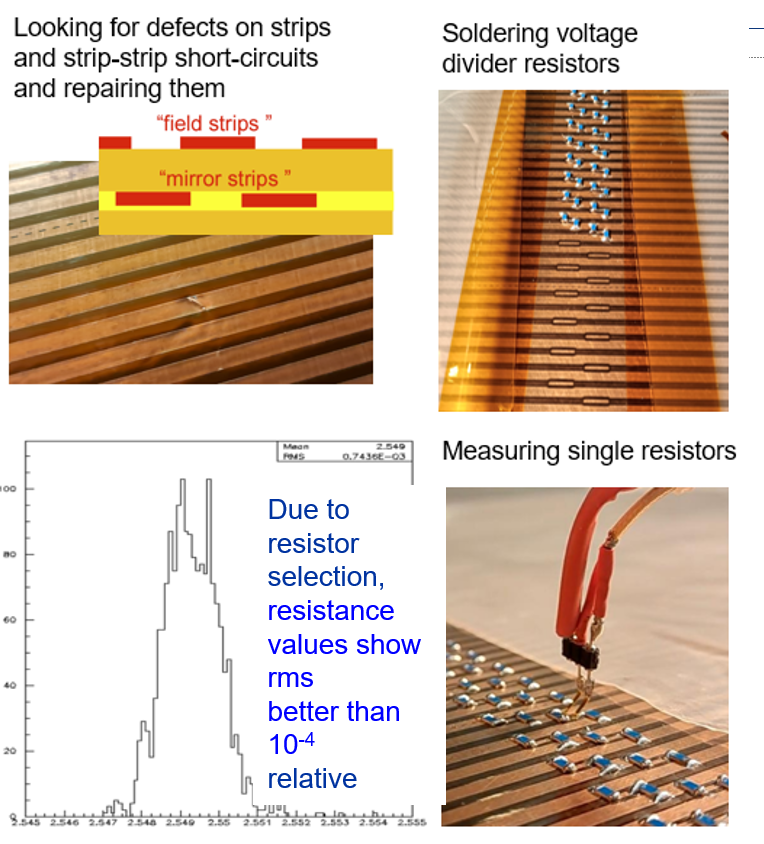 Looking for defects on strips
and strip-strip short-circuits
and repairing them
“field strips ”
“mirror strips ”
Soldering voltage
divider resistors
Mean 2.549
RMS 0.7436E-03
100
80
60
40
20
0
2.545 2.546 2.547 2.548 2.549 2.55 2.551 2.552 2.553 2.554 2.555
Due to
resistor
selection,
resistance
values show
rms
better than
10⁻⁴
relative
Measuring single resistors